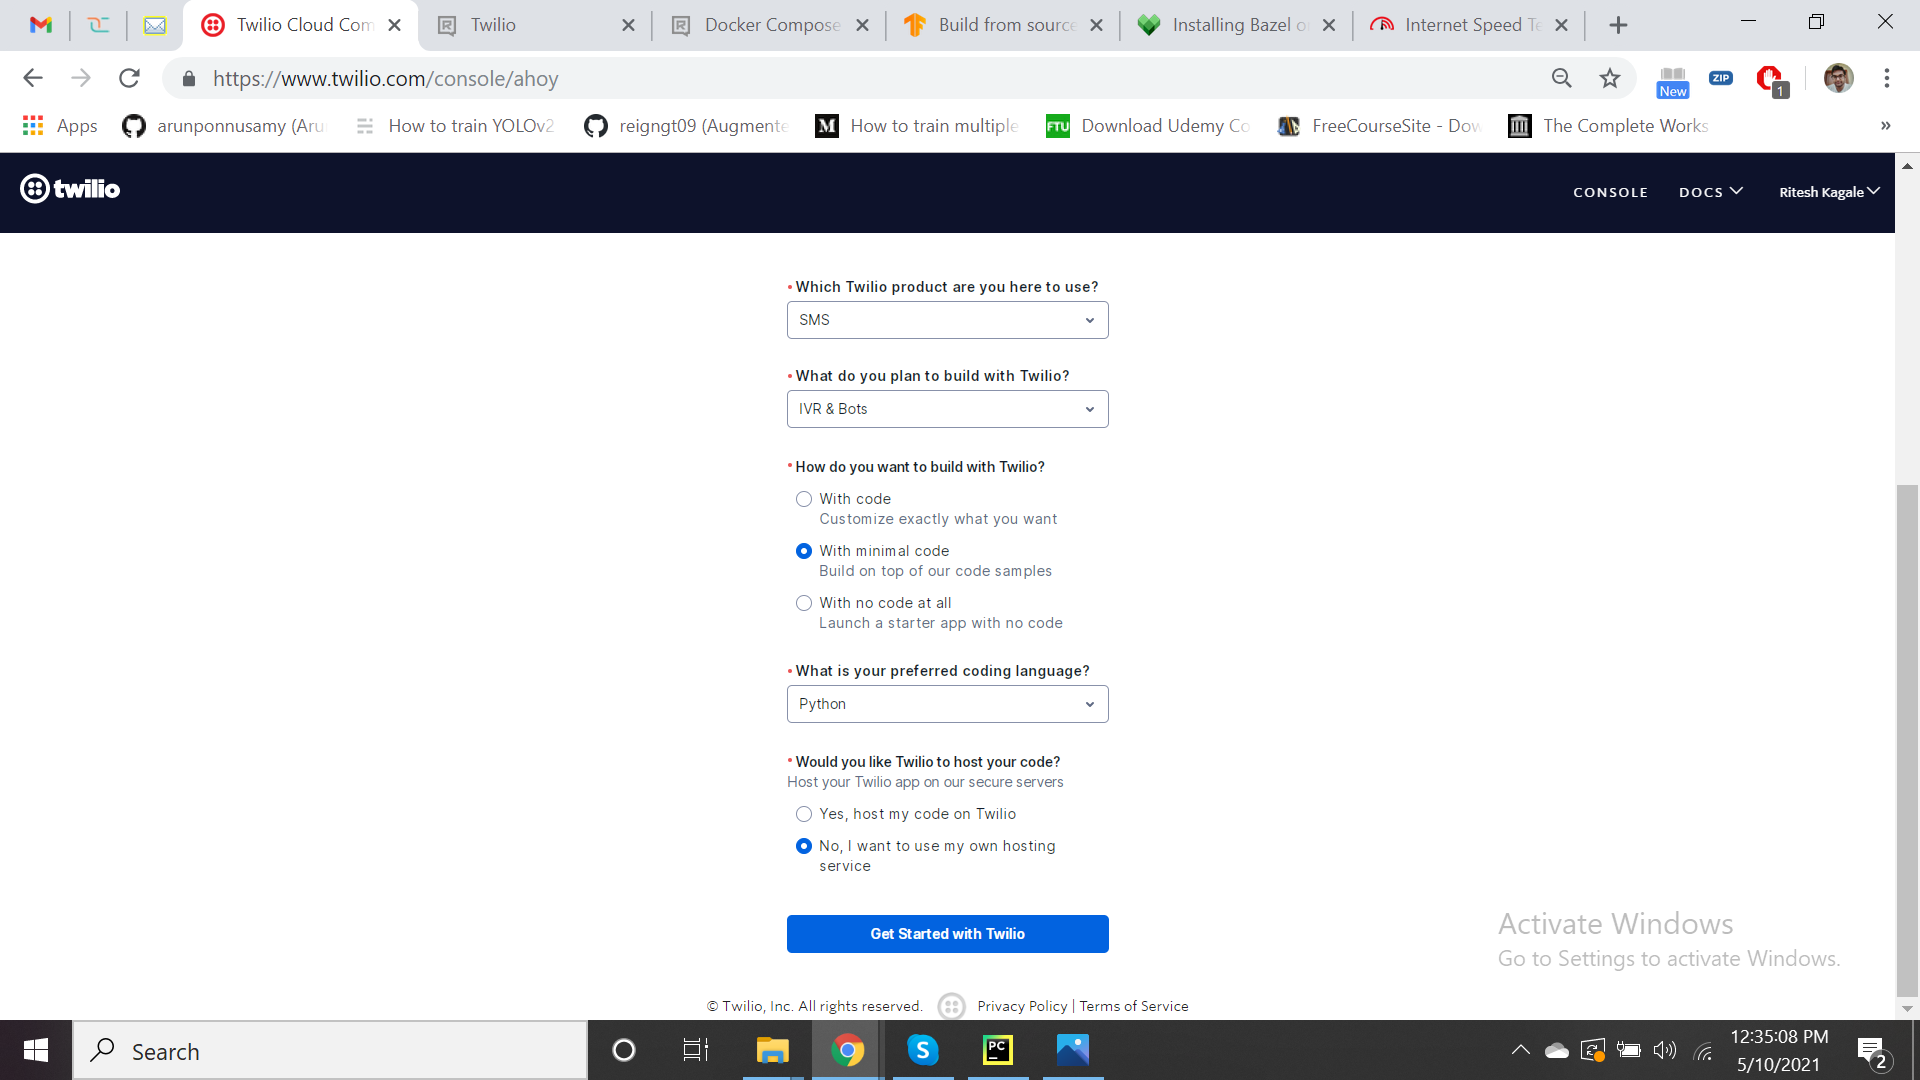 Twilio Cloud Com
Twilio
Docker Compose
Build from source
Installing Bazel o
Internet Speed Te
https://www.twilio.com/console/ahoy
New
ZIP
1
Apps
arunponnusamy (Aru
How to train YOLOv2
reigngt09 (Augmente
M
How to train multiple
FTU
Download Udemy Co
FreeCourseSite - Dow
The Complete Works
»
twilio
CONSOLE
DOCS
Ritesh Kagale
Which Twilio product are you here to use?
SMS
What do you plan to build with Twilio?
IVR & Bots
How do you want to build with Twilio?
With code
Customize exactly what you want
With minimal code
Build on top of our code samples
With no code at all
Launch a starter app with no code
What is your preferred coding language?
Python
Would you like Twilio to host your code?
Host your Twilio app on our secure servers
Yes, host my code on Twilio
No, I want to use my own hosting
service
Get Started with Twilio
Activate Windows
Go to Settings to activate Windows.
© Twilio, Inc. All rights reserved.
Privacy Policy | Terms of Service
Search
S
PC
12:35:08 PM
5/10/2021
2